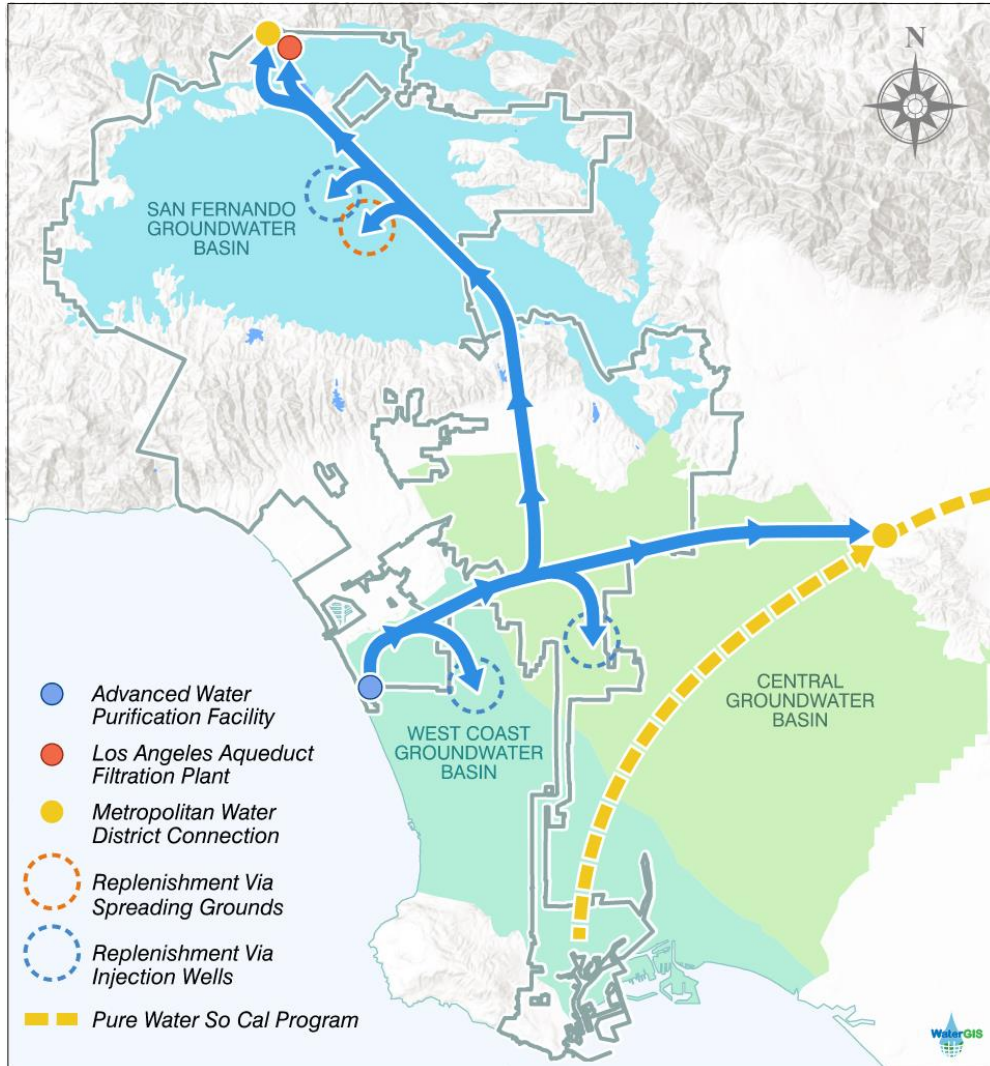 N
SAN FERNANDO
GROUNDWATER
BASIN
CENTRAL
GROUNDWATER
BASIN
WEST COAST
GROUNDWATER
BASIN
Advanced Water
Purification Facility
Los Angeles Aqueduct
Filtration Plant
Metropolitan Water
District Connection
Replenishment Via
Spreading Grounds
Replenishment Via
Injection Wells
Pure Water So Cal Program
WaterGIS